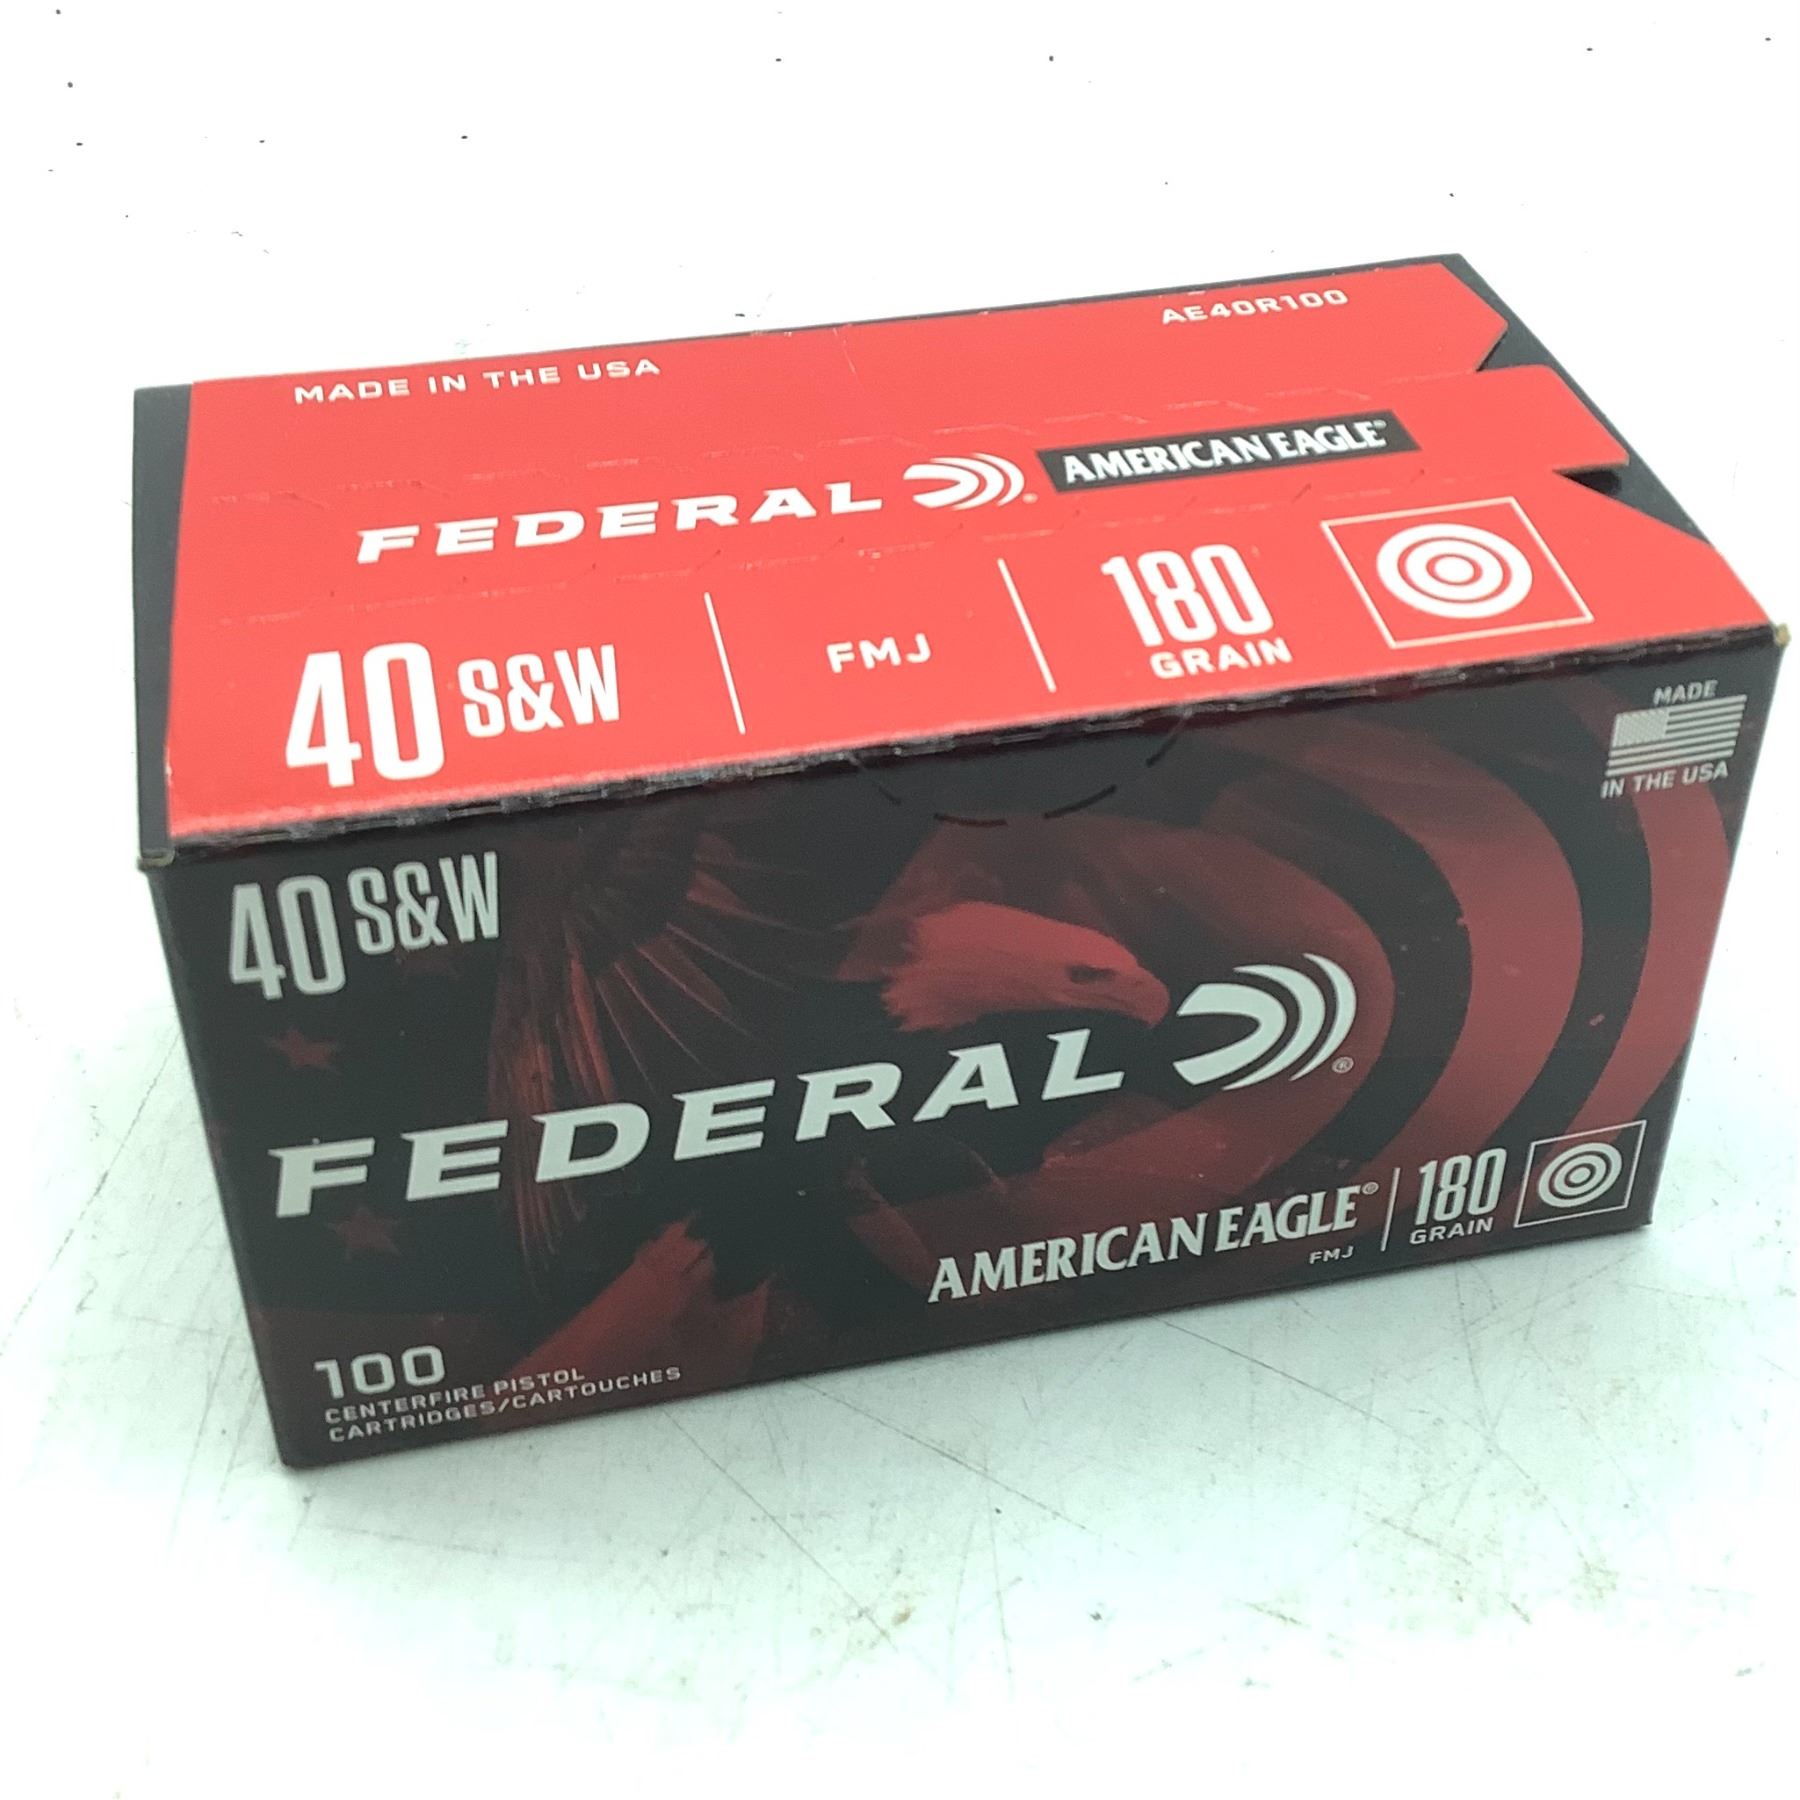 MADE IN THE USA
AE40R100
FEDERAL® AMERICAN EAGLE®
40 S&W
FMJ
180
GRAIN
MADE
IN THE USA
40 S&W
FEDERAL®
AMERICAN EAGLE®
FMJ
180
GRAIN
100
CENTERFIRE PISTOL
CARTRIDGES/CARTOUCHES